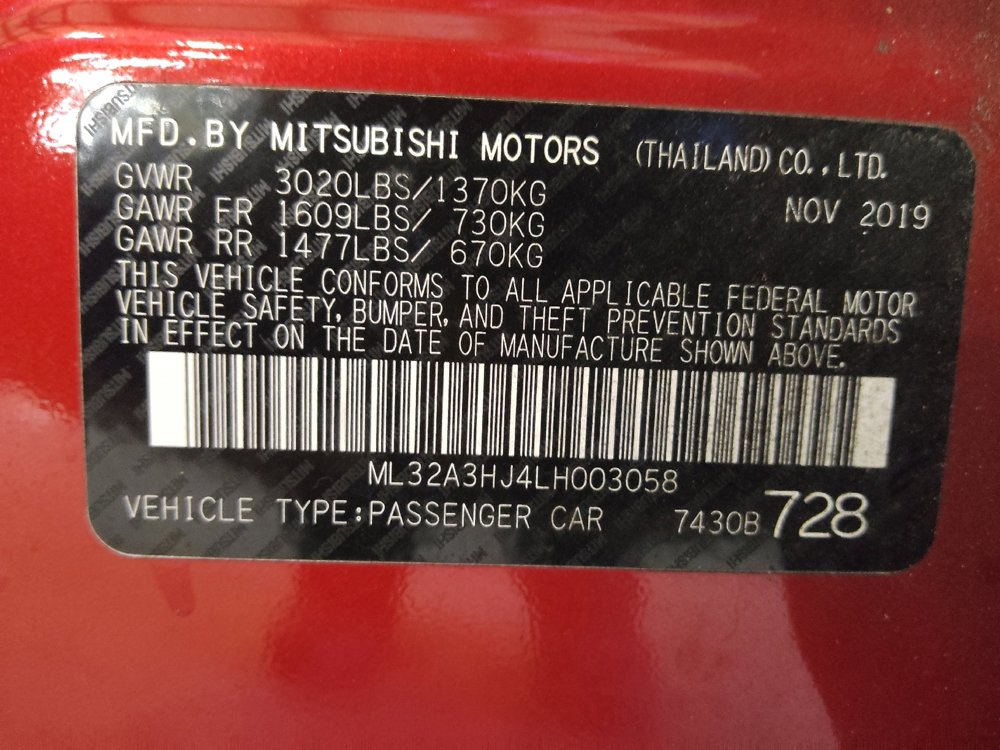 MFD.BY MITSUBISHI MOTORS (THAILAND) CO.,LTD.
GVWR 3020LBS/1370KG
NOV 2019
GAWR FR 1609LBS/ 730KG
GAWR RR 1477LBS/ 670KG
THIS VEHICLE CONFORMS TO ALL APPLICABLE FEDERAL MOTOR
VEHICLE SAFETY, BUMPER, AND THEFT PREVENTION STANDARDS
IN EFFECT ON THE DATE OF MANUFACTURE SHOWN ABOVE.
ML32A3HJ4LH003058
VEHICLE TYPE:PASSENGER CAR 7430B 728